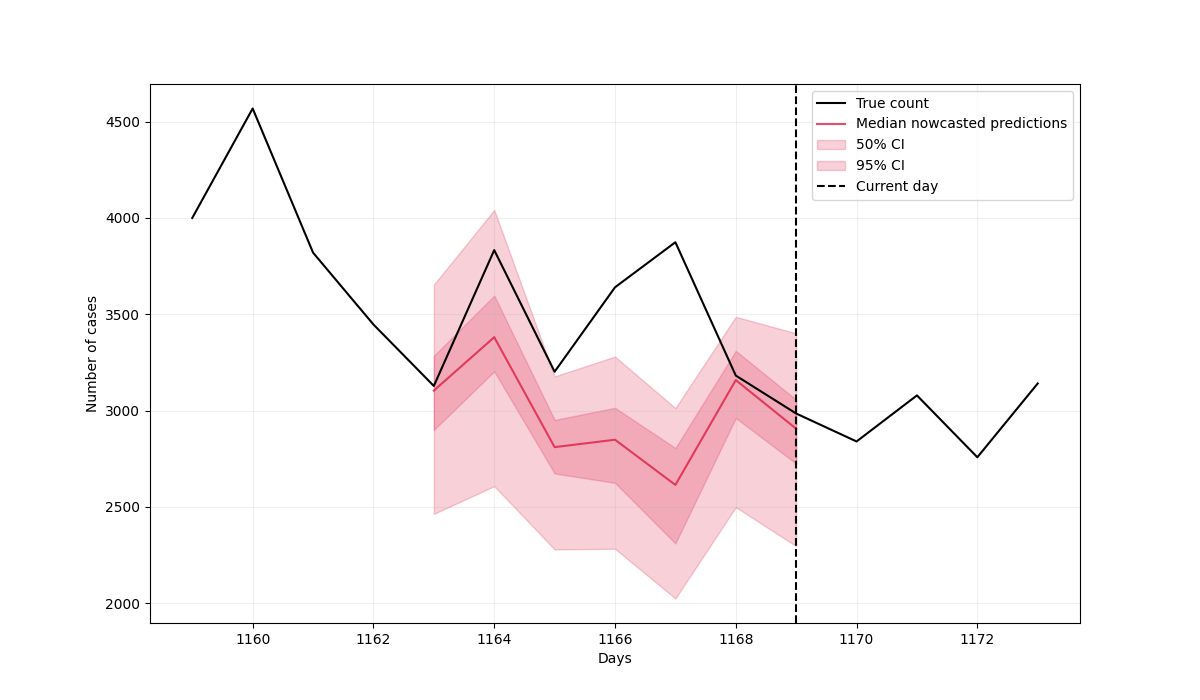 True count
Median nowcasted predictions
50% CI
95% CI
Current day
4500
4000
3500
3000
2500
2000
Number of cases
1160 1162 1164 1166 1168 1170 1172
Days